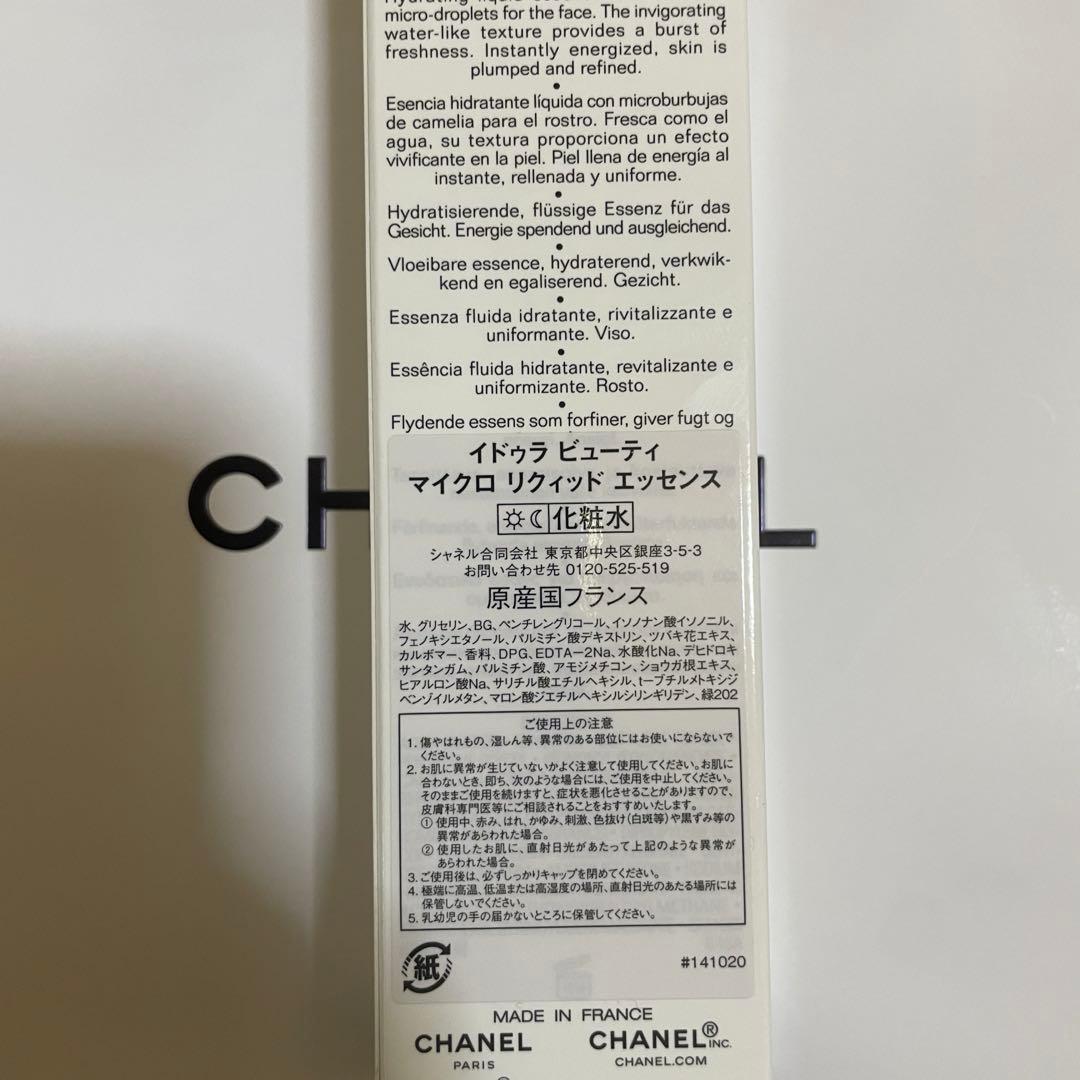 micro-droplets for the face. The invigorating
water-like texture provides a burst of
freshness. Instantly energized, skin is
plumped and refined.
•
Esencia hidratante líquida con microburbujas
de camelia para el rostro. Fresca como el
agua, su textura proporciona un efecto
vivificante en la piel. Piel llena de energía al
instante, rellenada y uniforme.
•
Hydratisierende, flüssige Essenz für das
Gesicht. Energie spendend und ausgleichend.
•
Vloeibare essence, hydraterend, verkwik-
kend en egaliserend. Gezicht.
•
Essenza fluida idratante, rivitalizzante e
uniformante. Viso.
•
Essência fluida hidratante, revitalizante e
uniformizante. Rosto.
•
Flydende essens som forfiner, giver fugt og
イドゥラ ビューティ
マイクロ リクィッド エッセンス
化粧水
シャネル合同会社 東京都中央区銀座3-5-3
お問い合わせ先 0120-525-519
原産国フランス
水、グリセリン、BG、ペンチレングリコール、イソノナン酸イソノニル、
フェノキシエタノール、パルミチン酸デキストリン、ツバキ花エキス、
カルボマー、香料、DPG、EDTA-2Na、水酸化Na、デヒドロキ
サンタンガム、パルミチン酸、アモジメチコン、ショウガ根エキス、
ヒアルロン酸Na、サリチル酸エチルヘキシル、t-ブチルメトキシジ
ベンゾイルメタン、マロン酸ジエチルヘキシルシリンギリデン、緑202
ご使用上の注意
1. 傷やはれもの、湿しん等、異常のある部位にはお使いにならないで
ください。
2. お肌に異常が生じていないかよく注意して使用してください。お肌に
合わないとき、即ち、次のような場合には、ご使用を中止してください。
そのままご使用を続けますと、症状を悪化させることがありますので、
皮膚科専門医等にご相談されることをおすすめいたします。
① 使用中、赤み、はれ、かゆみ、刺激、色抜け(白斑等)や黒ずみ等の
異常があらわれた場合。
② 使用したお肌に、直射日光があたって上記のような異常が
あらわれた場合。
3. ご使用後は、必ずしっかりキャップを閉めてください。
4. 極端に高温、低温または高湿度の場所、直射日光のあたる場所には
保管しないでください。
5. 乳幼児の手の届かないところに保管してください。
紙
#141020
MADE IN FRANCE
CHANEL
PARIS
CHANEL® INC.
CHANEL.COM
CH
L